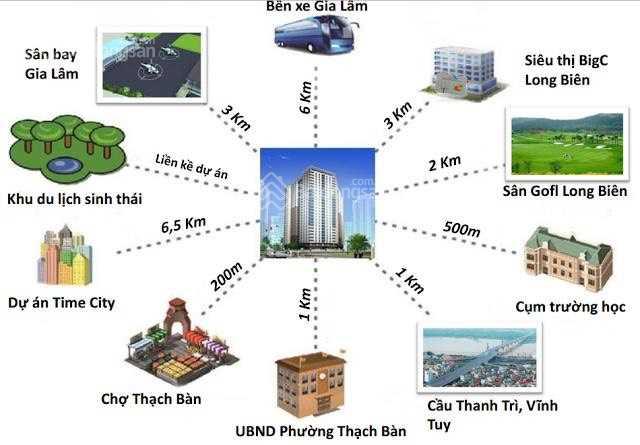 Bến xe Gia Lâm
Sân bay
Gia Lâm
Siêu thị BigC
Long Biên
3 Km
6 Km
3 Km
Liền kề dự án
2 Km
Sân Gofl Long Biên
Khu du lịch sinh thái
6,5 Km
500m
Dự án Time City
200m
1 Km
1 Km
Cụm trường học
Chợ Thạch Bàn
UBND Phường Thạch Bàn
Cầu Thanh Trì, Vĩnh
Tuy